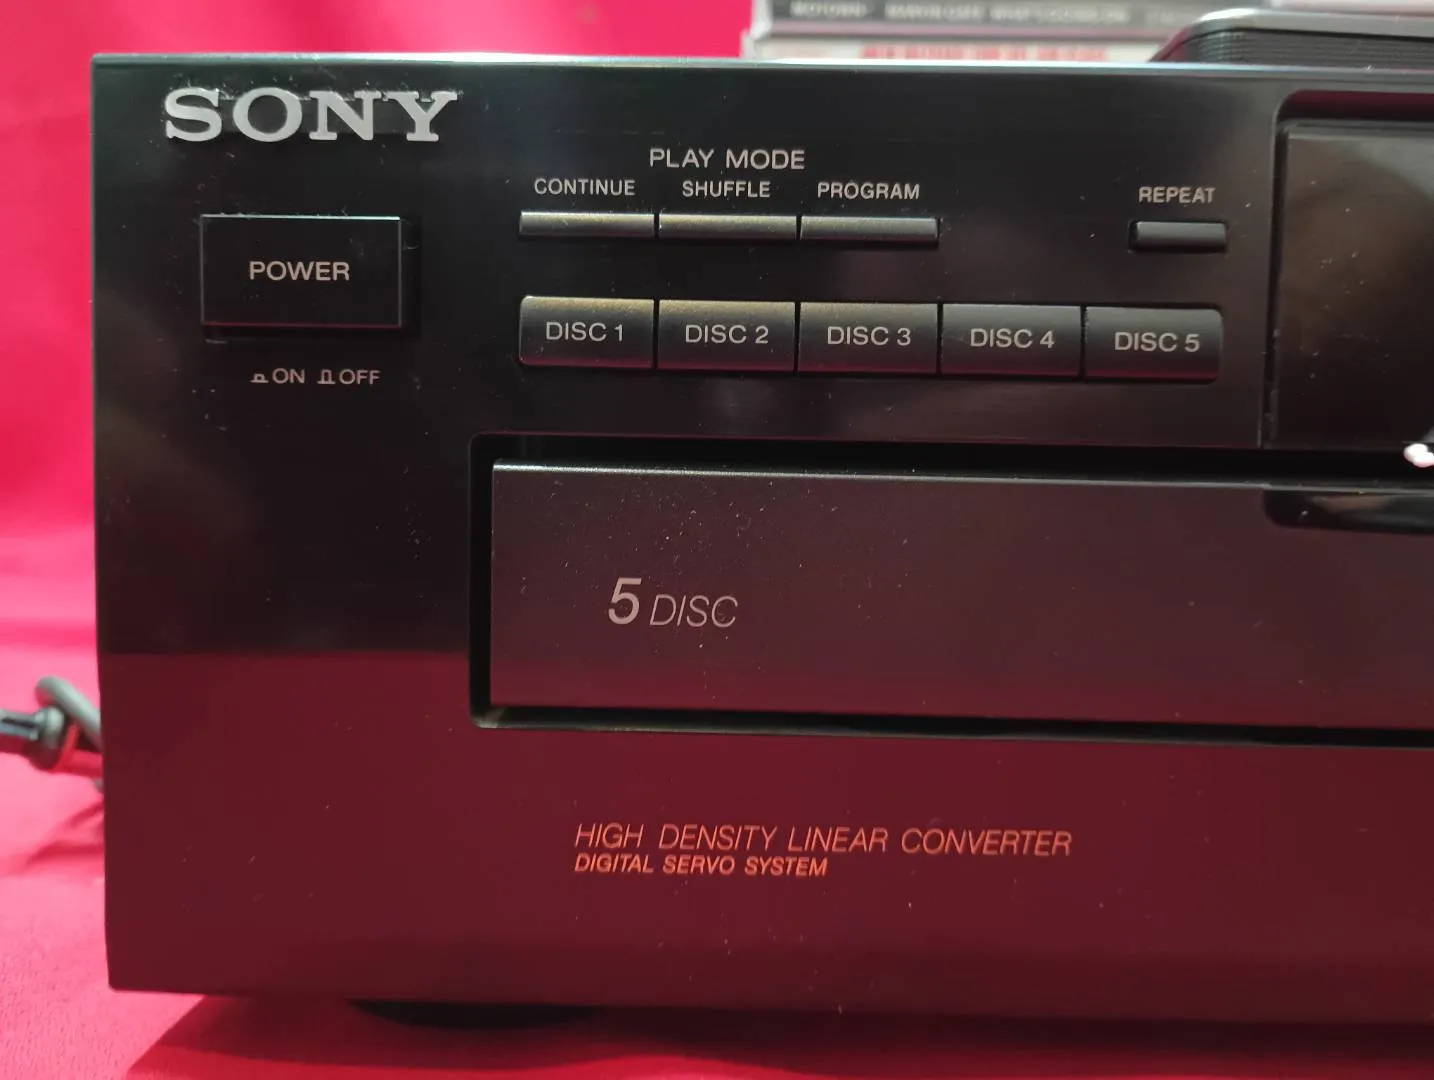 SONY
PLAY MODE
CONTINUE SHUFFLE PROGRAM
REPEAT
POWER
ON OFF
DISC 1 DISC 2 DISC 3 DISC 4 DISC 5
5 DISC
HIGH DENSITY LINEAR CONVERTER
DIGITAL SERVO SYSTEM